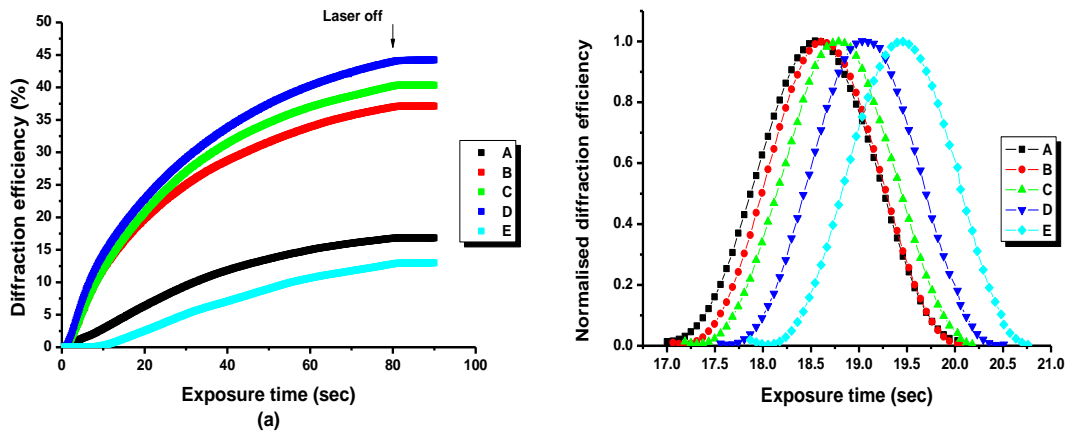 Laser off
50
45
40
35
30
25
20
15
10
5
0
Diffraction efficiency (%)
A
B
C
D
E
0 20 40 60 80 100
Exposure time (sec)
(a)
1.0
0.8
0.6
0.4
0.2
0.0
Normalised diffraction efficiency
A
B
C
D
E
17.0 17.5 18.0 18.5 19.0 19.5 20.0 20.5 21.0
Exposure time (sec)